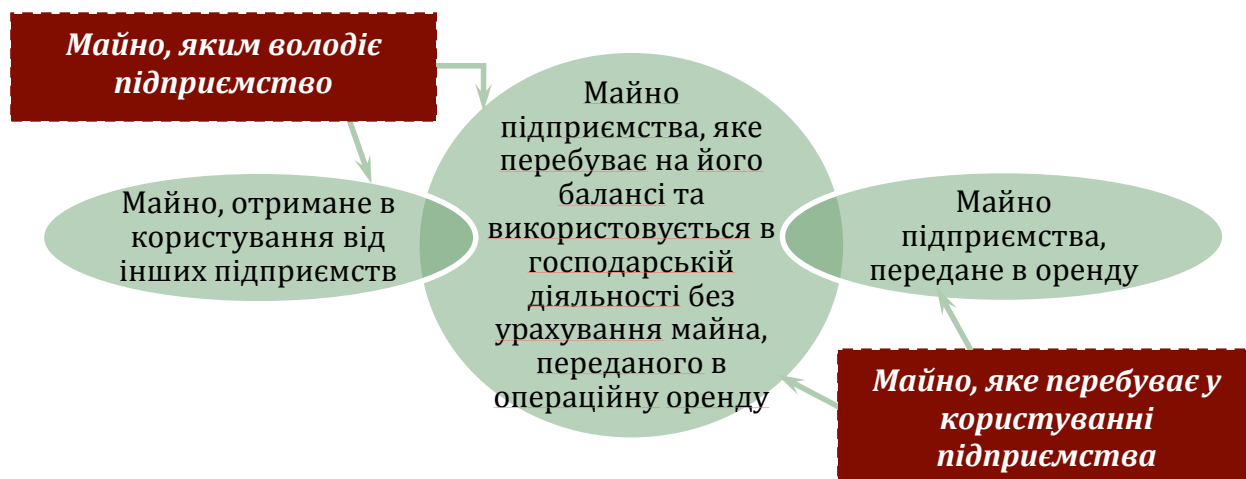 Майно, яким володіє
підприємство
Майно, отримане в
користування від
інших підприємств
Майно
підприємства, яке
перебуває на його
балансі та
використовується в
господарській
діяльності без
урахування майна,
переданого в
операційну оренду
Майно
підприємства,
передане в оренду
Майно, яке перебуває у
користуванні
підприємства